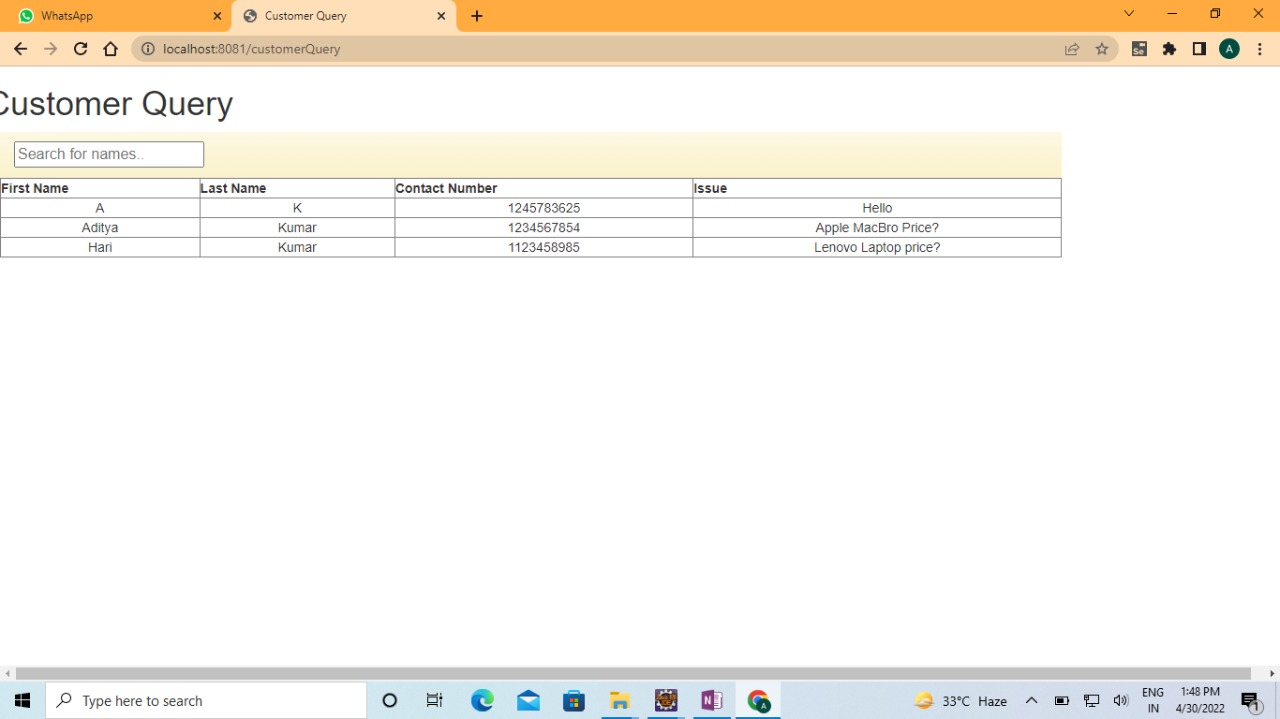 WhatsApp
Customer Query
localhost:8081/customerQuery
A
Customer Query
Search for names..
First Name Last Name Contact Number Issue
A K 1245783625 Hello
Aditya Kumar 1234567854 Apple MacBro Price?
Hari Kumar 1123458985 Lenovo Laptop price?
Type here to search
33°C Haze
ENG
IN
1:48 PM
4/30/2022
1